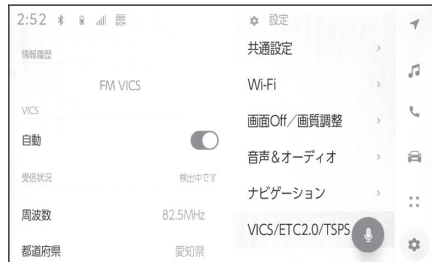 2:52
情報履歴
FM VICS
VICS
自動
受信状況 検出中です
周波数 82.5MHz
都道府県 愛知県
設定
共通設定
Wi-Fi
画面Off/画質調整
音声&オーディオ
ナビゲーション
VICS/ETC2.0/TSPS